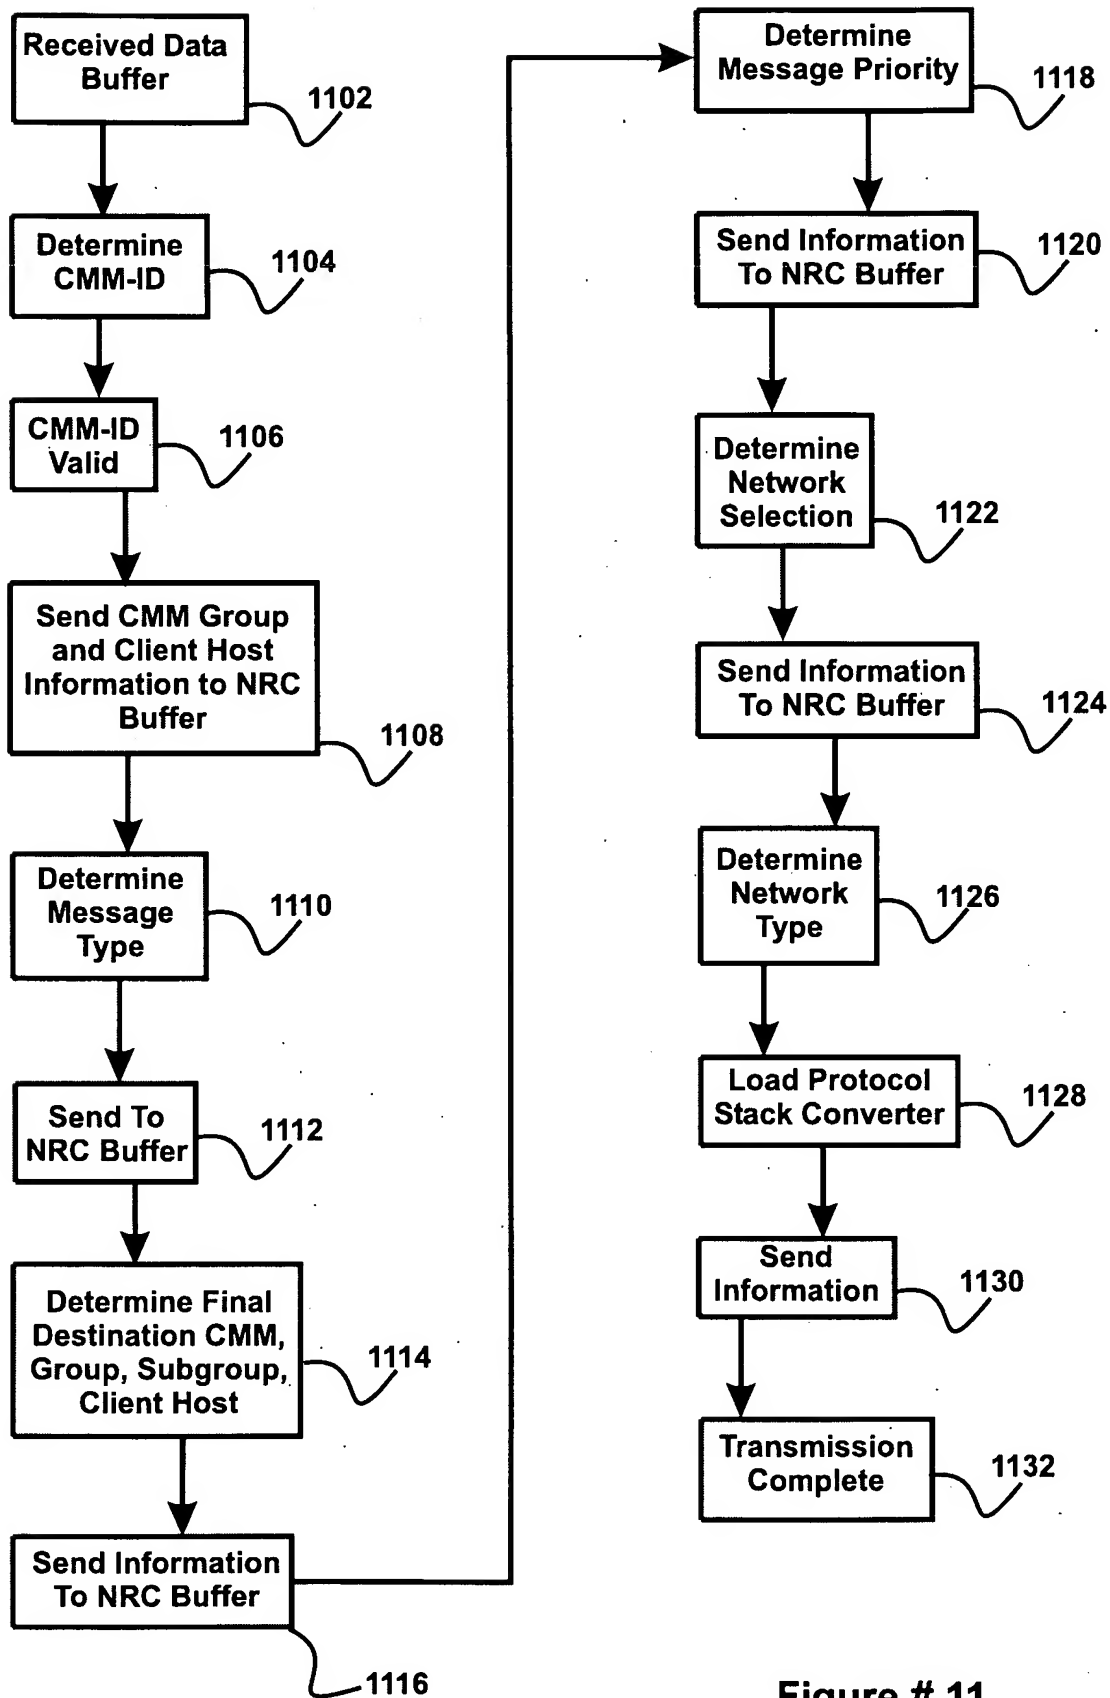 Received Data
Buffer
1102
Determine
CMM-ID
1104
CMM-ID
Valid
1106
Send CMM Group
and Client Host
Information to NRC
Buffer
1108
Determine
Message
Type
1110
Send To
NRC Buffer
1112
Determine Final
Destination CMM,
Group, Subgroup,
Client Host
1114
Send Information
To NRC Buffer
1116
Determine
Message Priority
1118
Send Information
To NRC Buffer
1120
Determine
Network
Selection
1122
Send Information
To NRC Buffer
1124
Determine
Network
Type
1126
Load Protocol
Stack Converter
1128
Send
Information
1130
Transmission
Complete
1132
Figure # 11